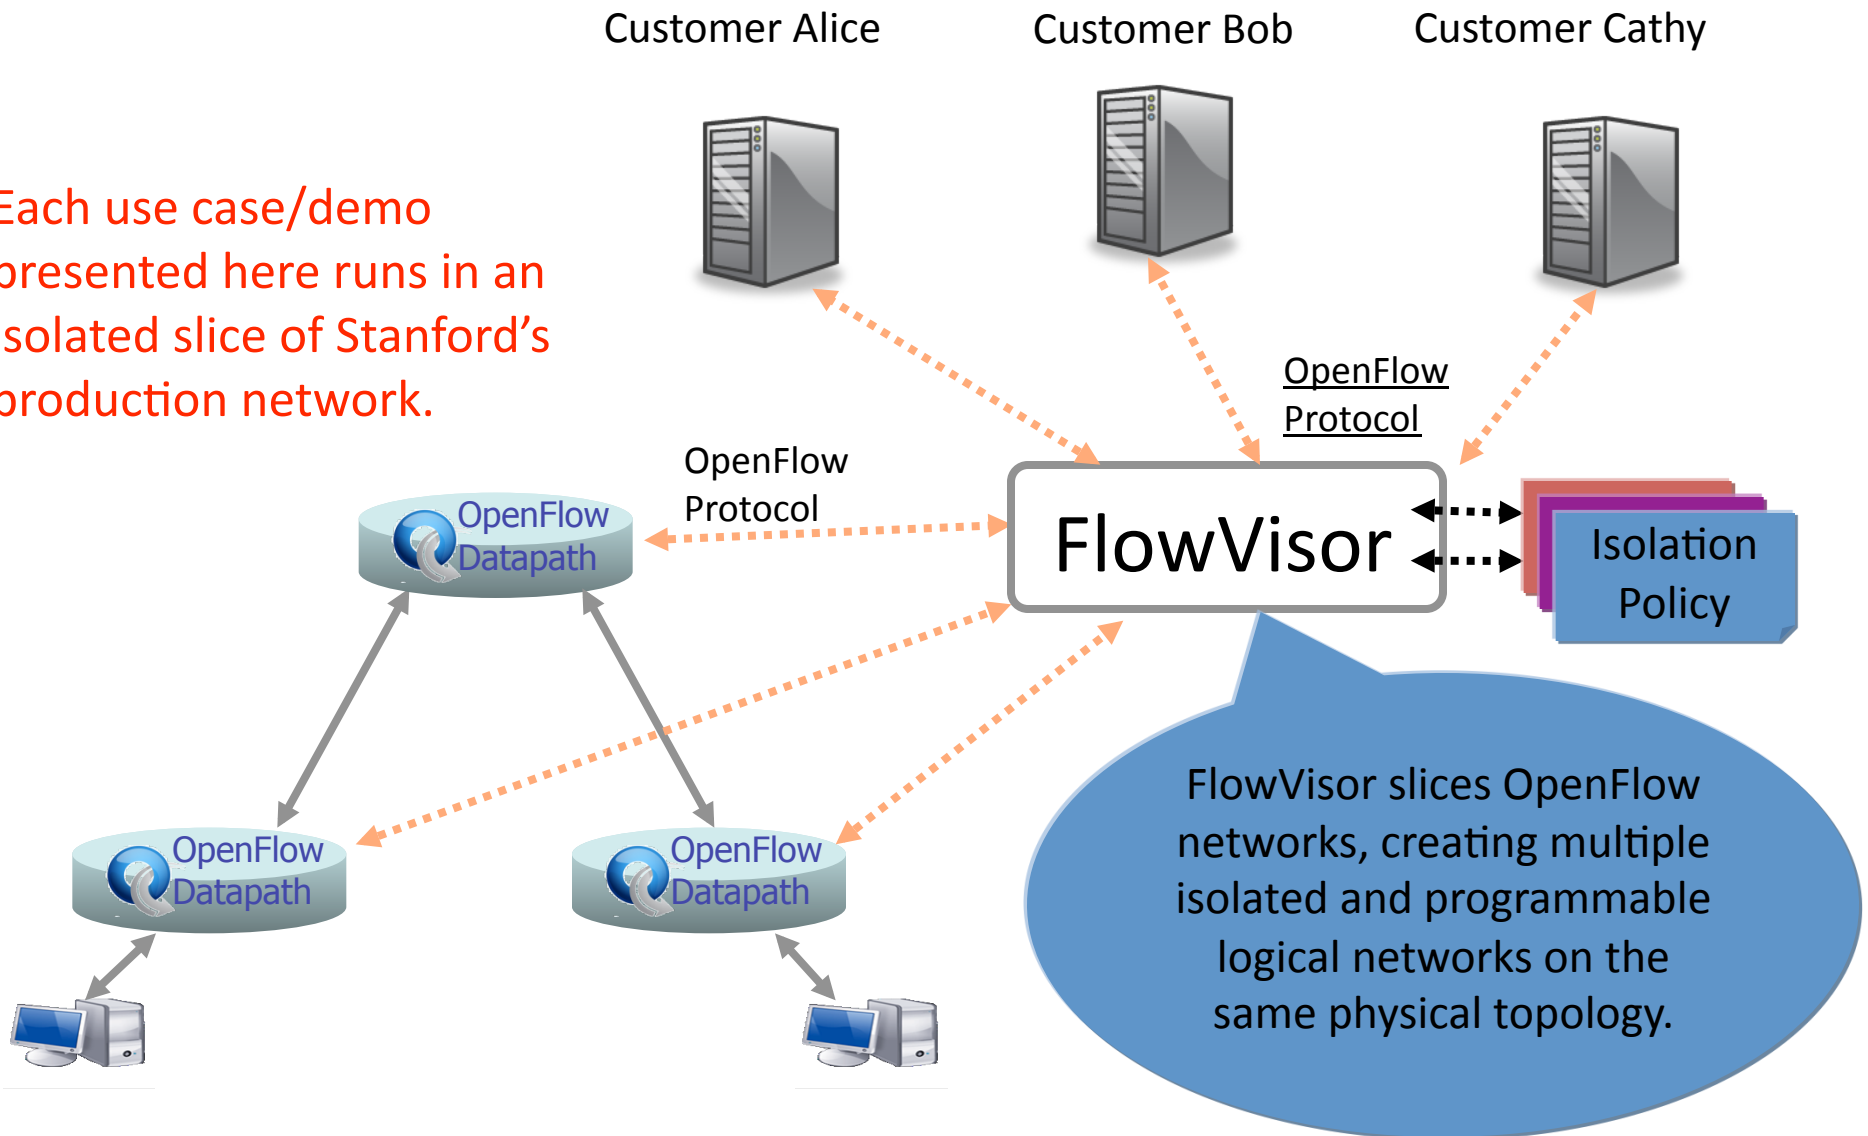 Customer Alice
Customer Bob
Customer Cathy
Each use case/demo
presented here runs in an
isolated slice of Stanford's
production network.
OpenFlow
Protocol
OpenFlow
Protocol
OpenFlow
Datapath
FlowVisor
Isolation
Policy
OpenFlow
Datapath
OpenFlow
Datapath
FlowVisor slices OpenFlow
networks, creating multiple
isolated and programmable
logical networks on the
same physical topology.